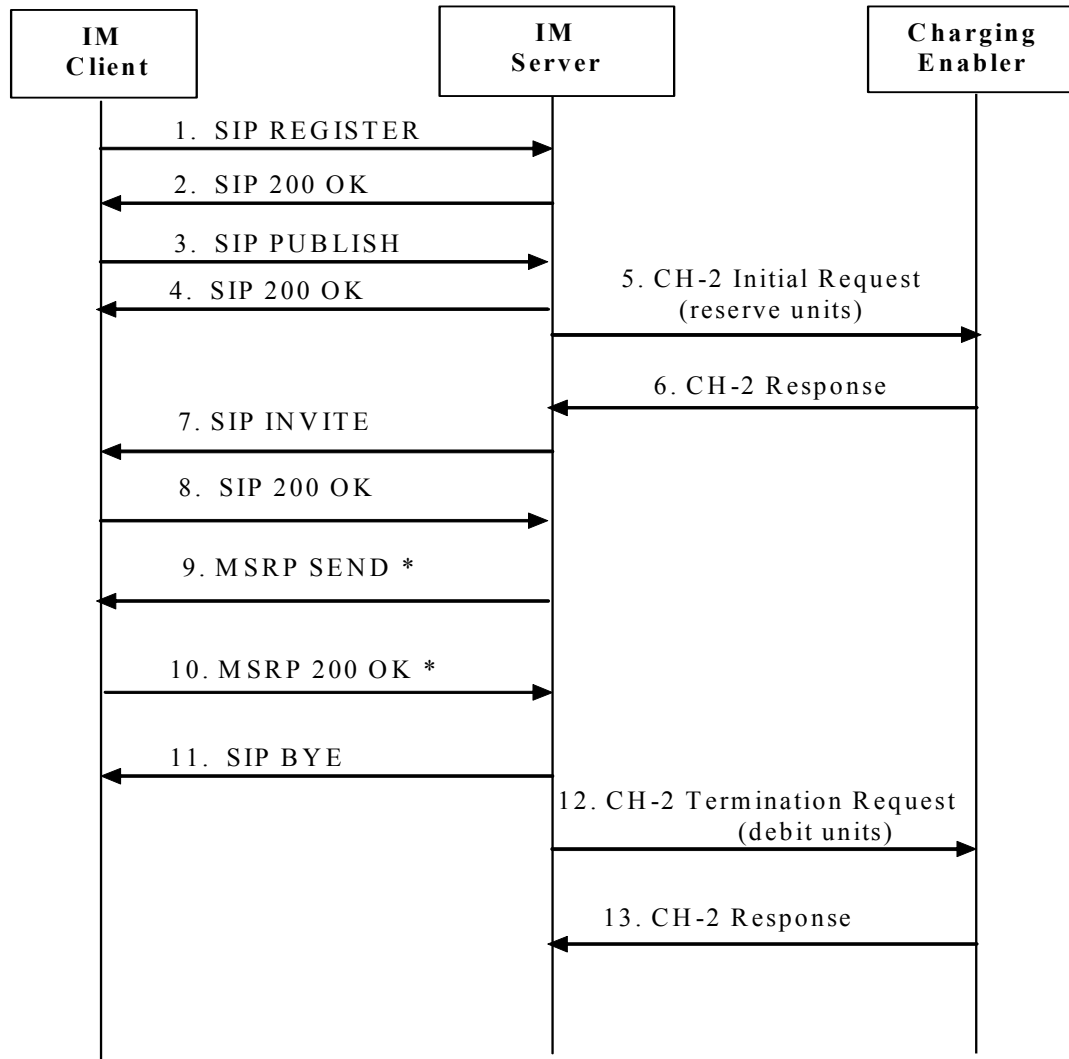 IM
Client
IM
Server
Charging
Enabler
1. SIP REGISTER
2. SIP 200 OK
3. SIP PUBLISH
4. SIP 200 OK
5. CH-2 Initial Request
(reserve units)
6. CH-2 Response
7. SIP INVITE
8. SIP 200 OK
9. MSRP SEND *
10. MSRP 200 OK *
11. SIP BYE
12. CH-2 Termination Request
(debit units)
13. CH-2 Response